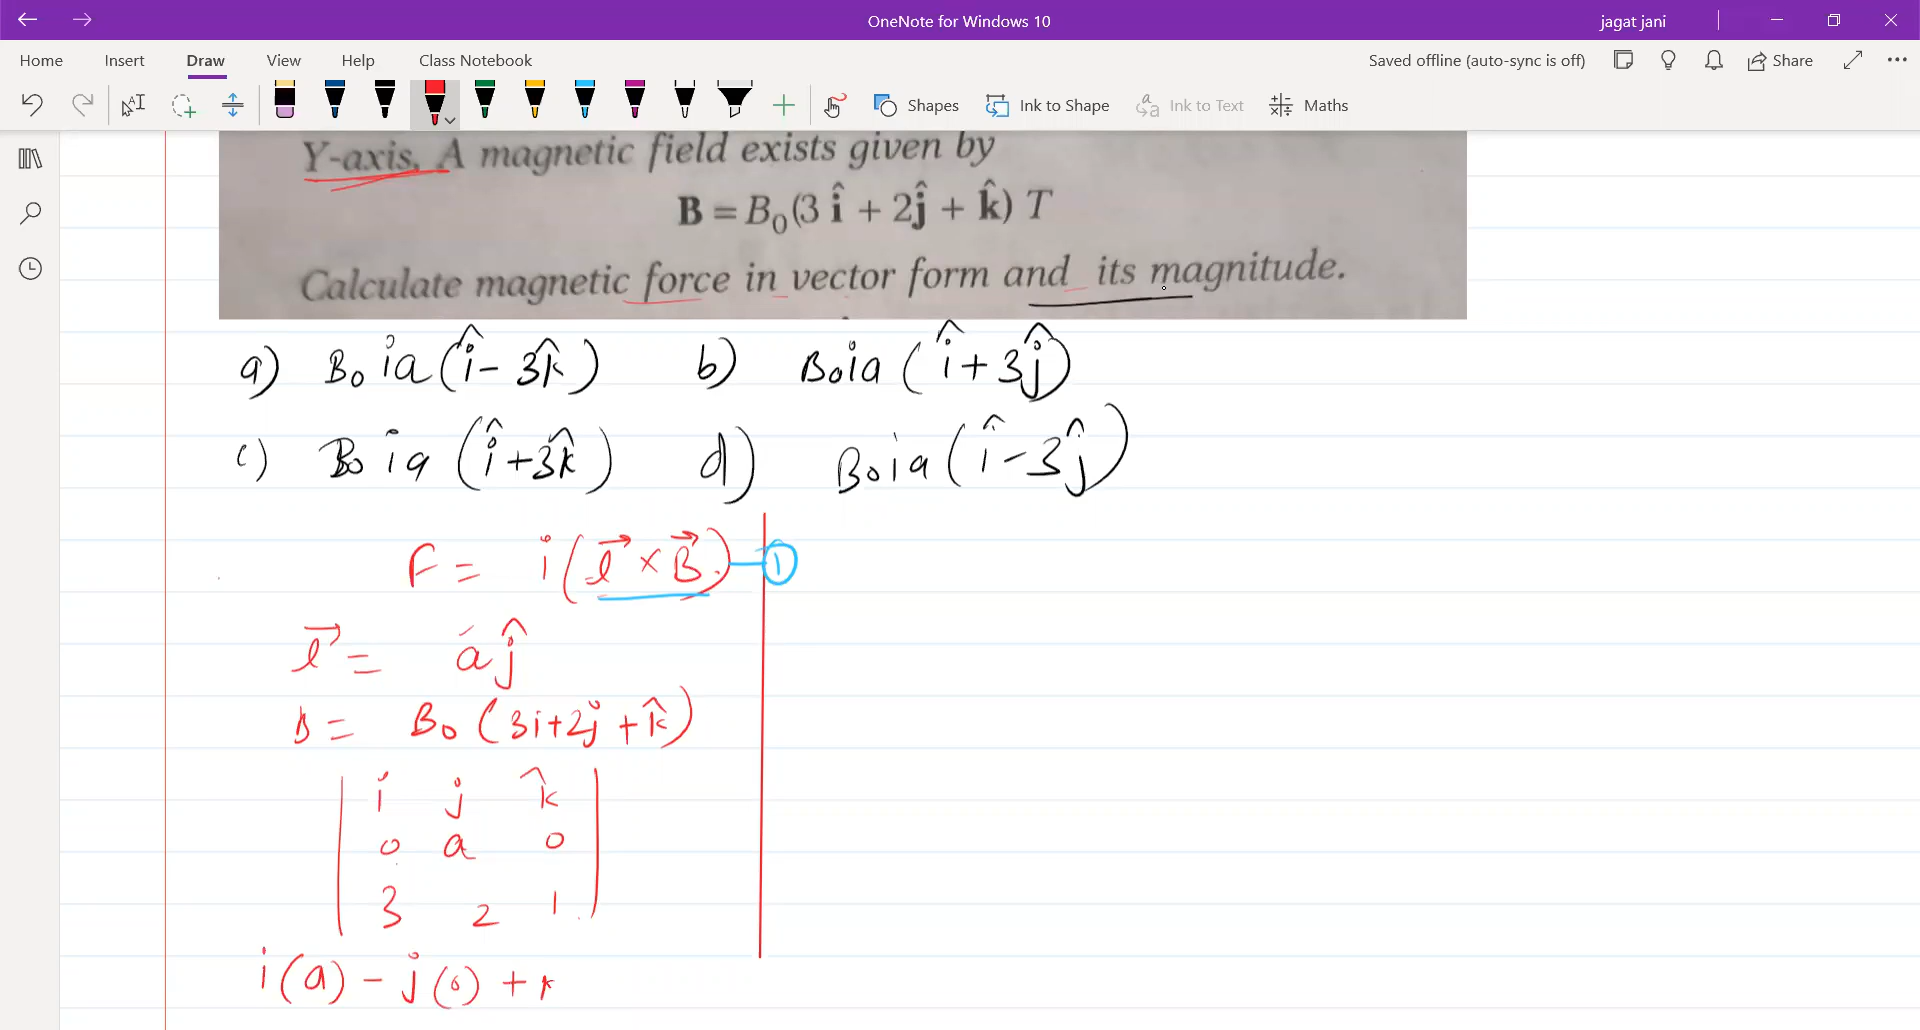 OneNote for Windows 10
jagat jani
Home Insert Draw View Help Class Notebook
Saved offline (auto-sync is off) Share
Shapes Ink to Shape Ink to Text Maths
Y-axis. A magnetic field exists given by
B = B₀(3 î + 2ĵ + k̂) T
Calculate magnetic force in vector form and its magnitude.
a) B₀ia(î - 3k̂) b) B₀ia(î + 3ĵ)
c) B₀ia(î + 3k̂) d) B₀ia(î - 3ĵ)
F = i(l⃗ × B⃗) — ①
l⃗ = aĵ
B = B₀(3i + 2j + k̂)
i j k̂
0 a 0
3 2 1
i(a) - j(0) + k